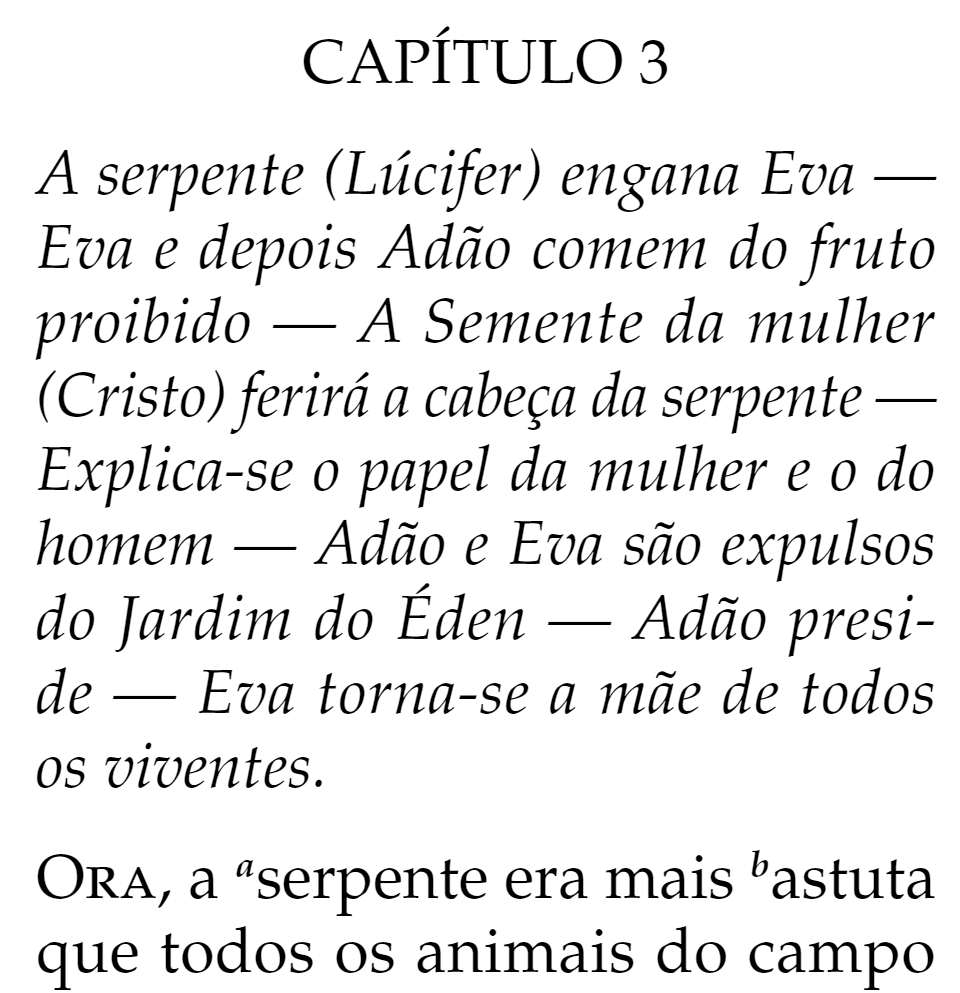 CAPÍTULO 3
A serpente (Lúcifer) engana Eva —
Eva e depois Adão comem do fruto
proibido — A Semente da mulher
(Cristo) ferirá a cabeça da serpente —
Explica-se o papel da mulher e o do
homem — Adão e Eva são expulsos
do Jardim do Éden — Adão presi-
de — Eva torna-se a mãe de todos
os viventes.
ORA, a aserpente era mais bastuta
que todos os animais do campo